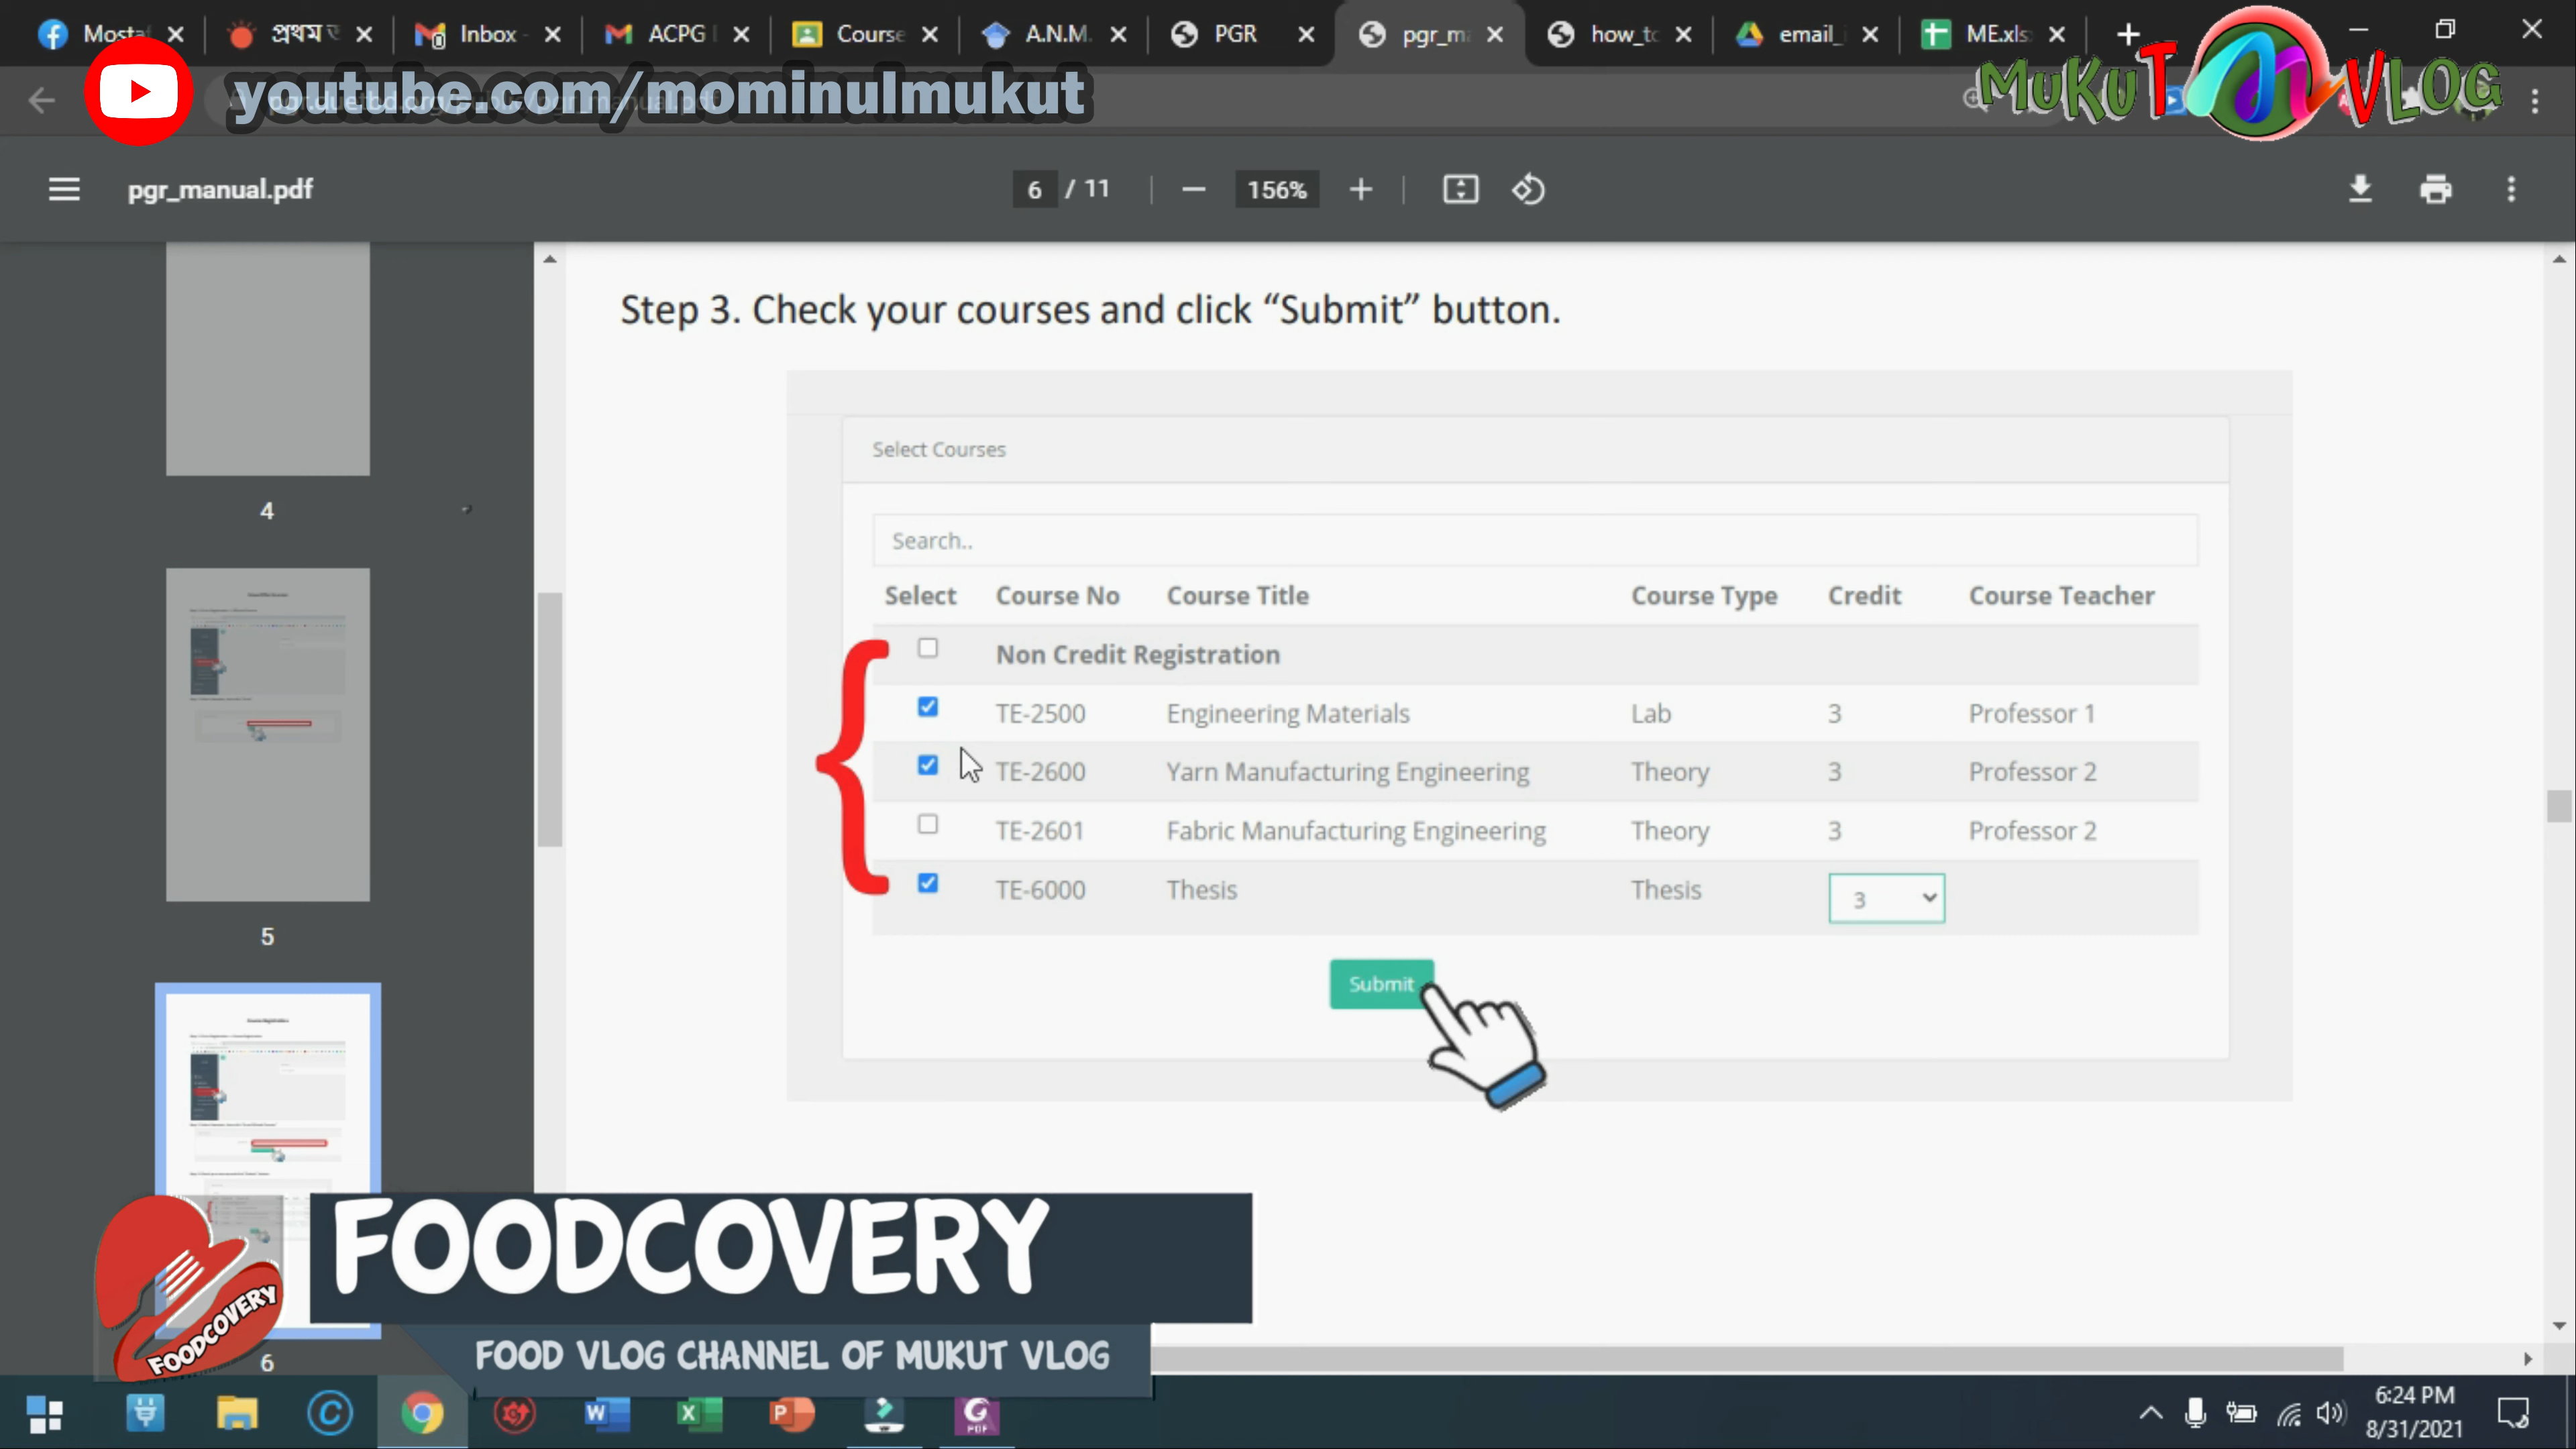 Mosta
প্রথম
Inbox -
ACPG
Course
A.N.M.
PGR
pgr_m
how_to
email_
ME.xls
youtube.com/mominulmukut
MUKUT VLOG
pgr_manual.pdf
6 / 11
156%
4
5
6
Step 3. Check your courses and click “Submit” button.
Select Courses
Search..
Select Course No Course Title Course Type Credit Course Teacher
Non Credit Registration
TE-2500 Engineering Materials Lab 3 Professor 1
TE-2600 Yarn Manufacturing Engineering Theory 3 Professor 2
TE-2601 Fabric Manufacturing Engineering Theory 3 Professor 2
TE-6000 Thesis Thesis 3
Submit
FOODCOVERY
FOODCOVERY
FOOD VLOG CHANNEL OF MUKUT VLOG
6:24 PM
8/31/2021